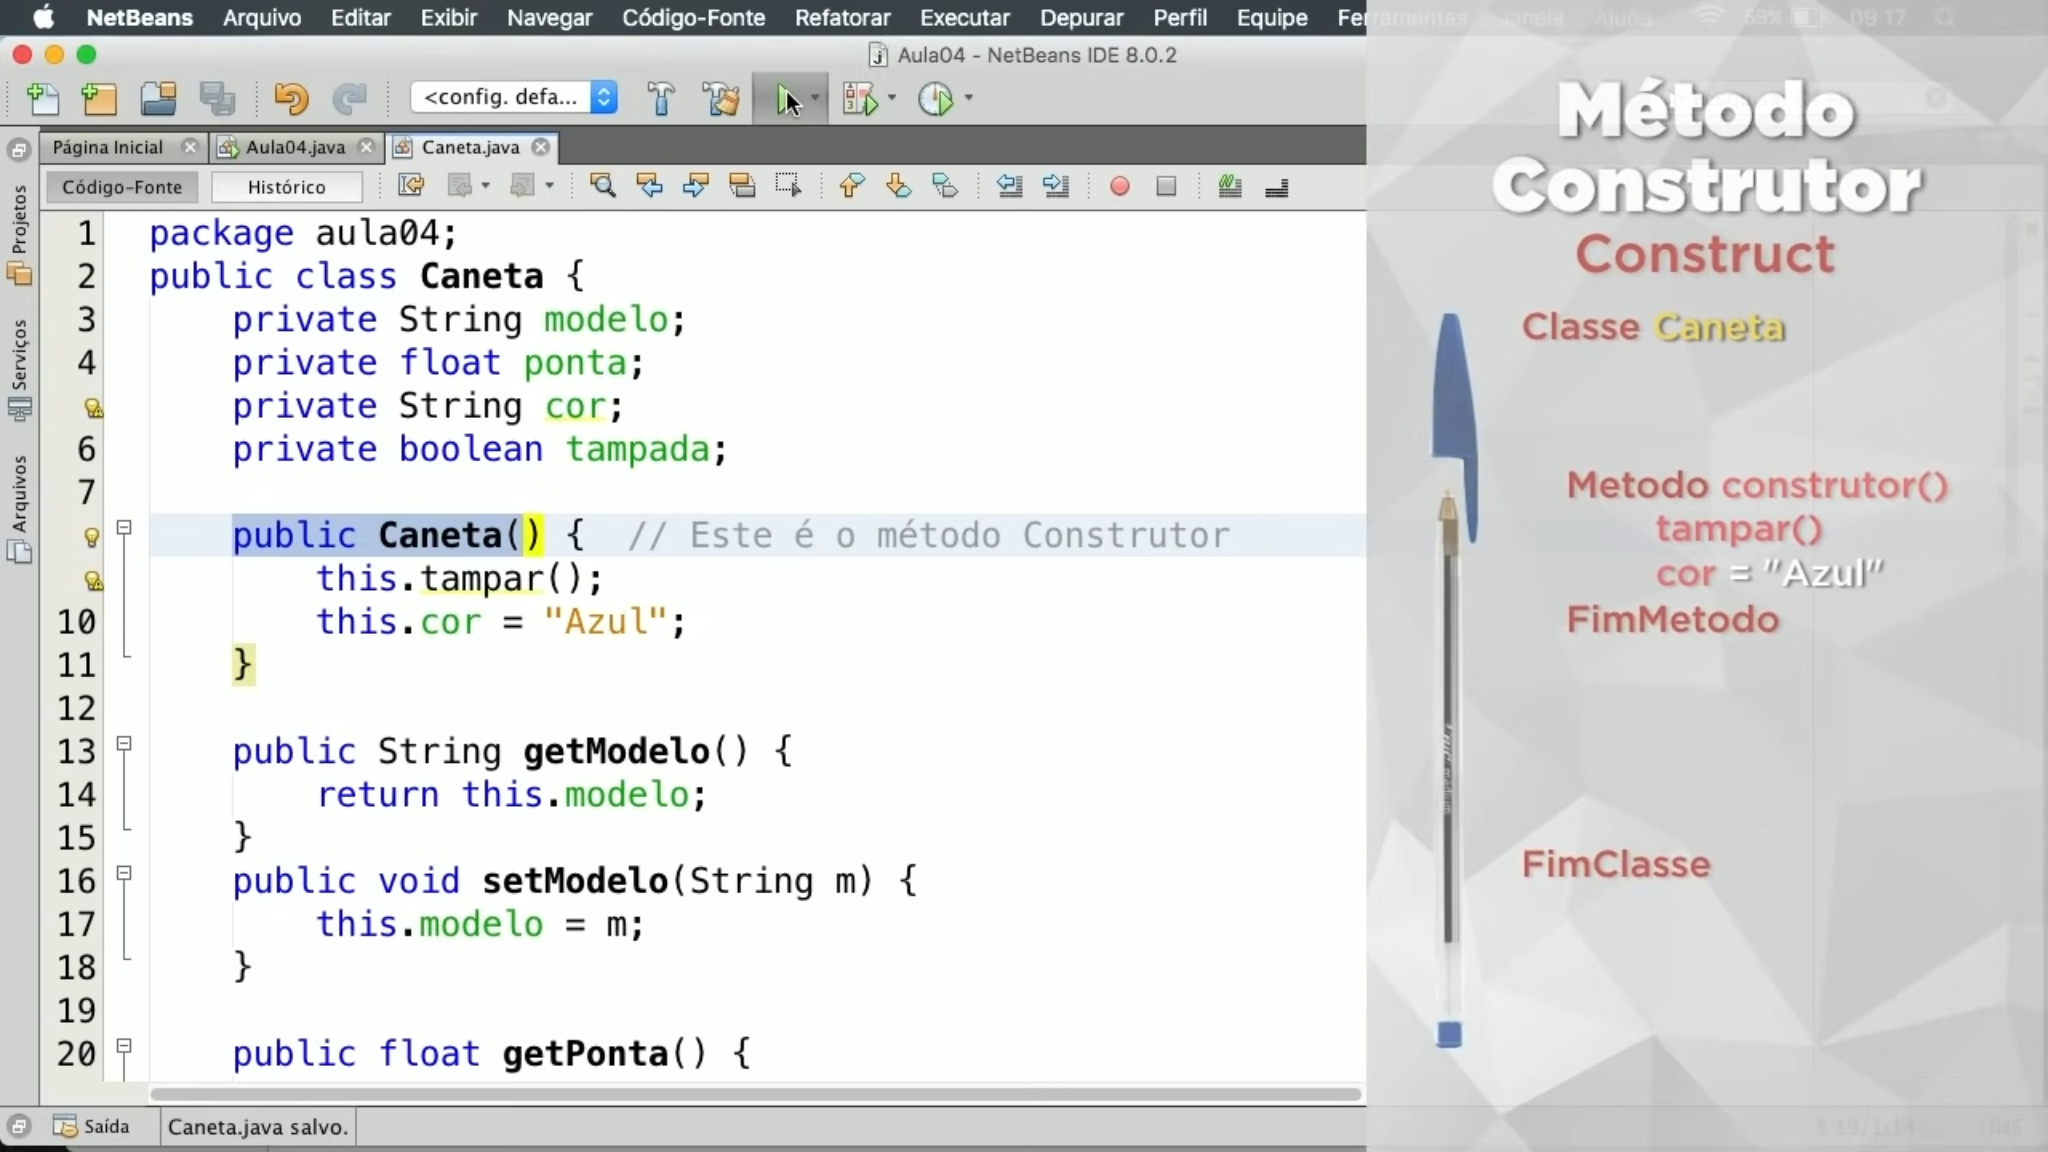 NetBeans Arquivo Editar Exibir Navegar Código-Fonte Refatorar Executar Depurar Perfil Equipe Ferramentas Janela Ajuda 09 17
Aula04 - NetBeans IDE 8.0.2
<config. defa...
Página Inicial Aula04.java Caneta.java
Código-Fonte Histórico
Projetos
Serviços
Arquivos
1 package aula04;
2 public class Caneta {
3 private String modelo;
4 private float ponta;
private String cor;
6 private boolean tampada;
7
public Caneta() { // Este é o método Construtor
this.tampar();
10 this.cor = "Azul";
11 }
12
13 public String getModelo() {
14 return this.modelo;
15 }
16 public void setModelo(String m) {
17 this.modelo = m;
18 }
19
20 public float getPonta() {
Saída Caneta.java salvo.
Método
Construtor
Construct
Classe Caneta
Metodo construtor()
tampar()
cor = "Azul"
FimMetodo
FimClasse